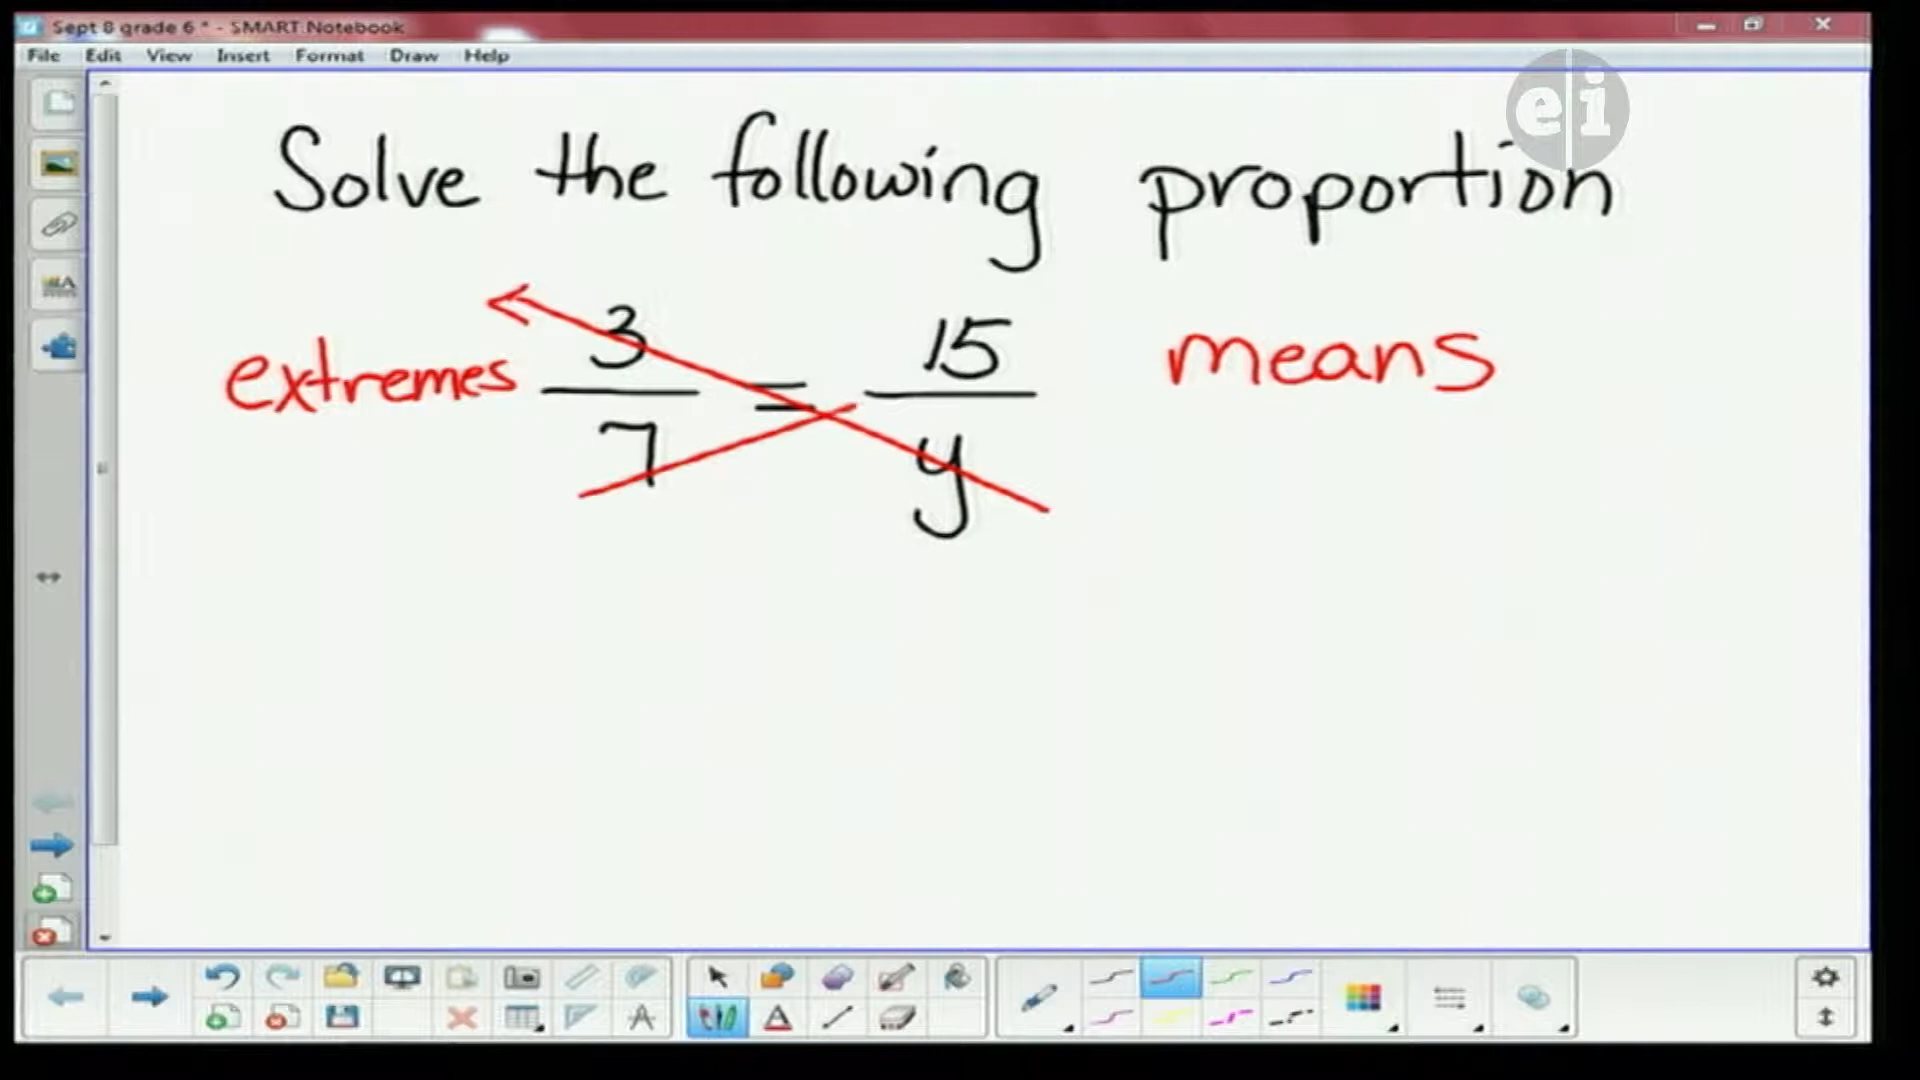 Sept 8 grade 6 * - SMART Notebook
File Edit View Insert Format Draw Help
ei
Solve the following proportion
extremes 3/7 = 15/y means